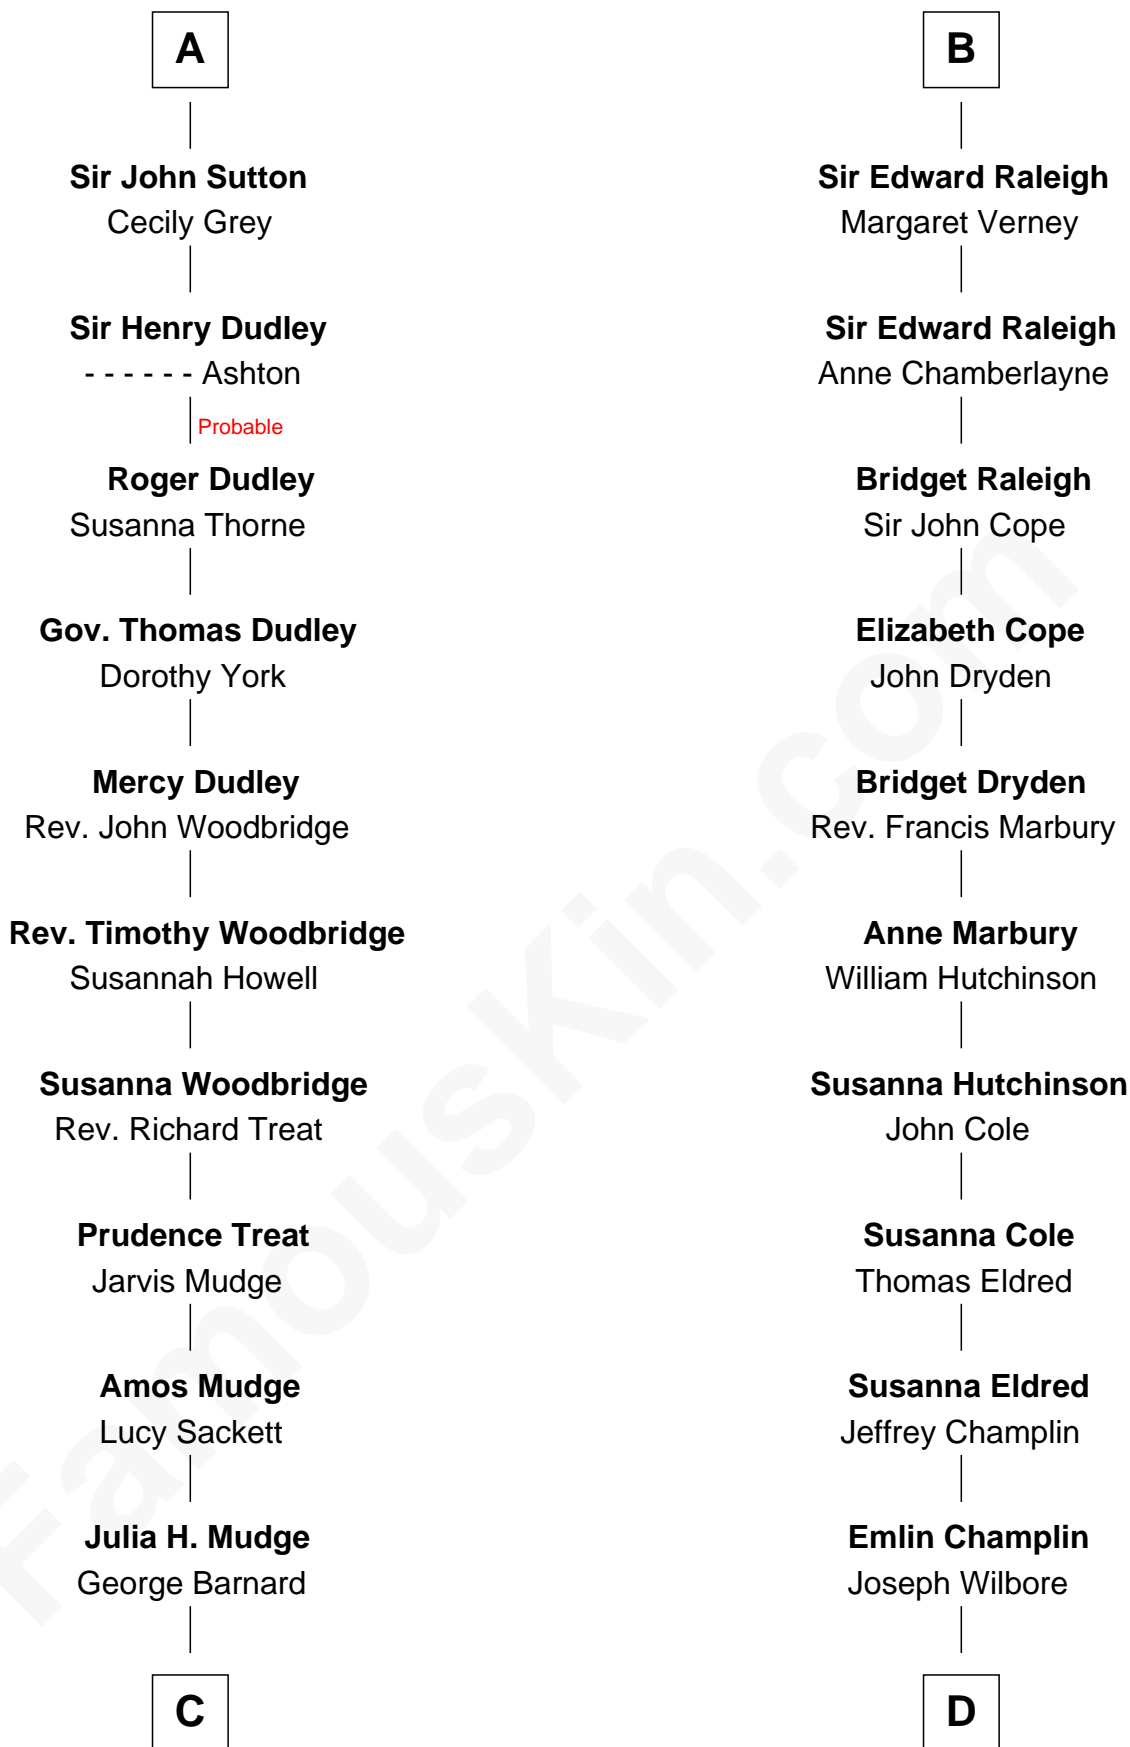 A
Sir John Sutton
Cecily Grey
Sir Henry Dudley
- - - - - - Ashton
Probable
Roger Dudley
Susanna Thorne
Gov. Thomas Dudley
Dorothy York
Mercy Dudley
Rev. John Woodbridge
Rev. Timothy Woodbridge
Susannah Howell
Susanna Woodbridge
Rev. Richard Treat
Prudence Treat
Jarvis Mudge
Amos Mudge
Lucy Sackett
Julia H. Mudge
George Barnard
C
B
Sir Edward Raleigh
Margaret Verney
Sir Edward Raleigh
Anne Chamberlayne
Bridget Raleigh
Sir John Cope
Elizabeth Cope
John Dryden
Bridget Dryden
Rev. Francis Marbury
Anne Marbury
William Hutchinson
Susanna Hutchinson
John Cole
Susanna Cole
Thomas Eldred
Susanna Eldred
Jeffrey Champlin
Emlin Champlin
Joseph Wilbore
D
FamousKin.com